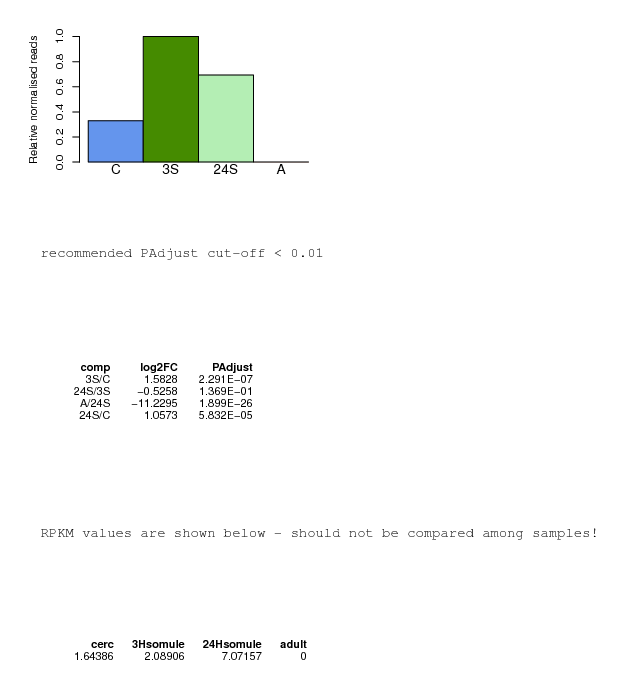 Relative normalised reads
1.0
0.8
0.6
0.4
0.2
0.0
C 3S 24S A
recommended PAdjust cut-off < 0.01
comp log2FC PAdjust
3S/C 1.5828 2.291E-07
24S/3S -0.5258 1.369E-01
A/24S -11.2295 1.899E-26
24S/C 1.0573 5.832E-05
RPKM values are shown below - should not be compared among samples!
cerc 3Hsomule 24Hsomule adult
1.64386 2.08906 7.07157 0